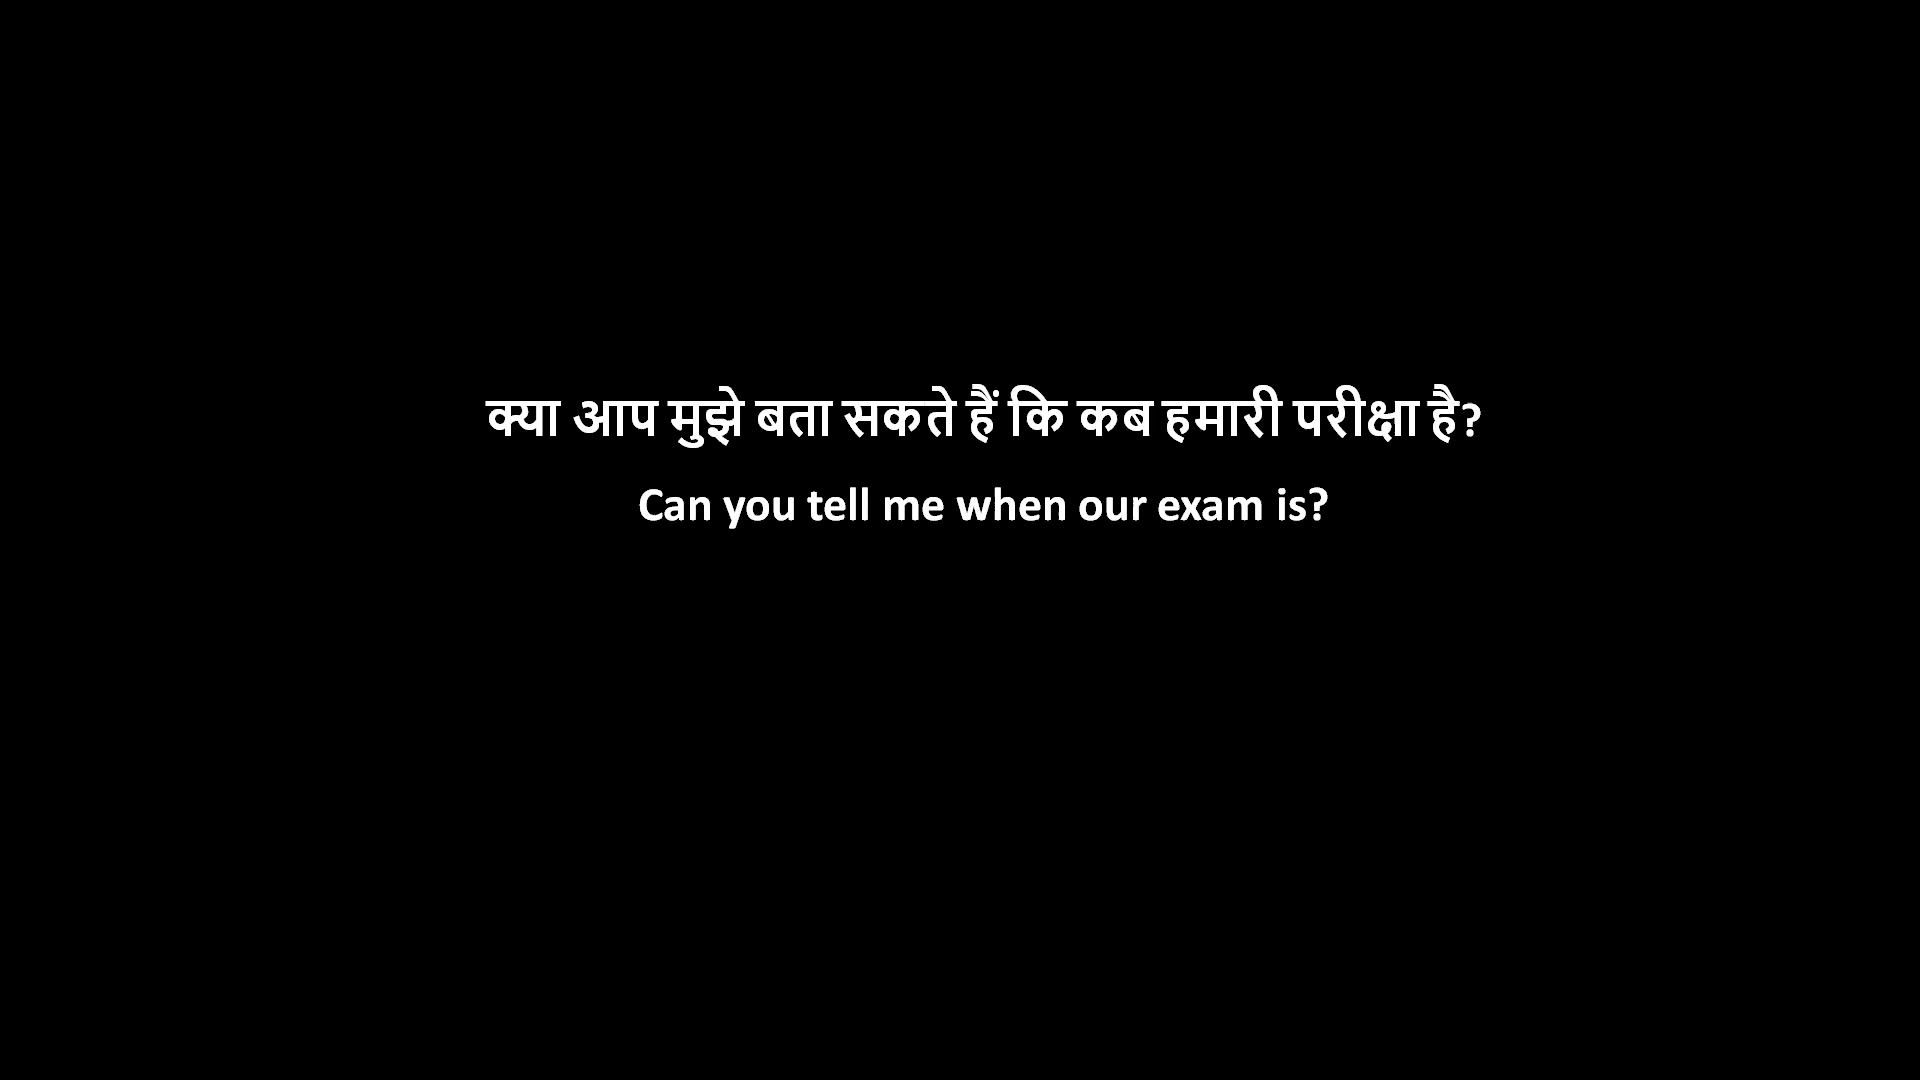 क्या आप मुझे बता सकते हैं कि कब हमारी परीक्षा है?
Can you tell me when our exam is?